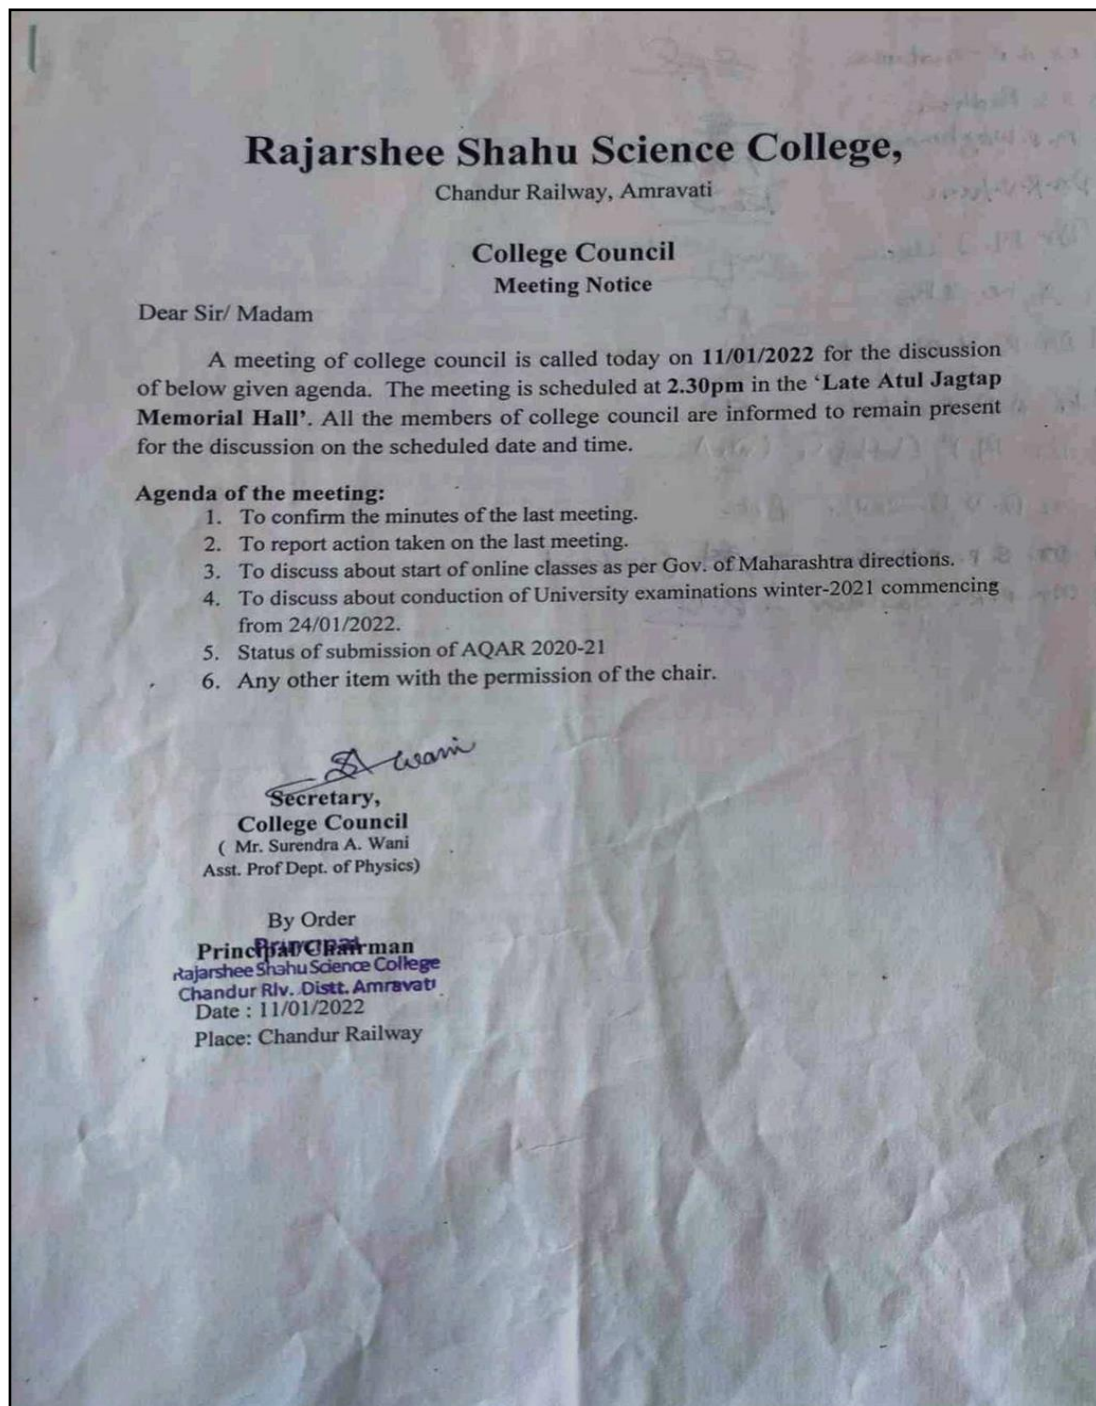 Rajarshee Shahu Science College,
Chandur Railway, Amravati
College Council
Meeting Notice
Dear Sir/ Madam
A meeting of college council is called today on 11/01/2022 for the discussion
of below given agenda. The meeting is scheduled at 2.30pm in the ‘Late Atul Jagtap
Memorial Hall’. All the members of college council are informed to remain present
for the discussion on the scheduled date and time.
Agenda of the meeting:
1. To confirm the minutes of the last meeting.
2. To report action taken on the last meeting.
3. To discuss about start of online classes as per Gov. of Maharashtra directions.
4. To discuss about conduction of University examinations winter-2021 commencing
from 24/01/2022.
5. Status of submission of AQAR 2020-21
6. Any other item with the permission of the chair.
SA Wani
Secretary,
College Council
( Mr. Surendra A. Wani
Asst. Prof Dept. of Physics)
By Order
Principal/Chairman
Principal
Rajarshee Shahu Science College
Chandur Rlv. Distt. Amravati
Date : 11/01/2022
Place: Chandur Railway